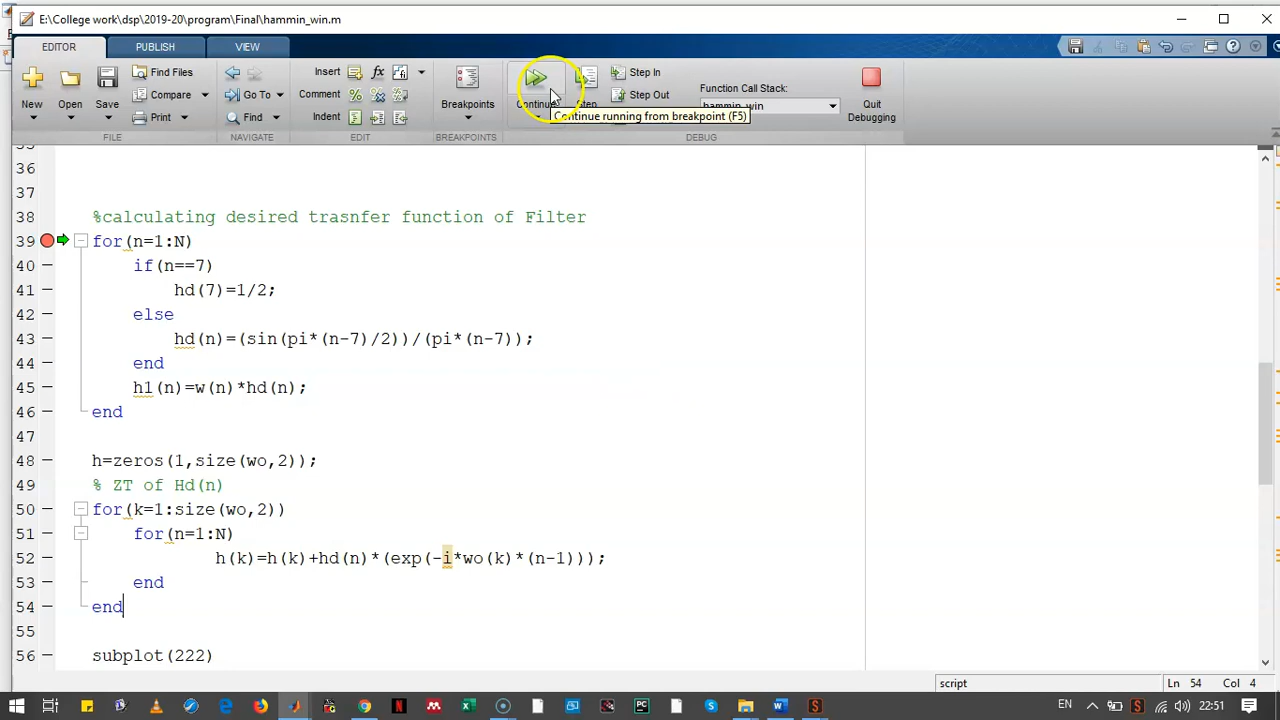 E:\College work\dsp\2019-20\program\Final\hammin_win.m
EDITOR PUBLISH VIEW
New Open Save Find Files Compare Print Go To Find Insert Comment Indent fx Breakpoints Continue Step Step In Step Out Function Call Stack: hammin_win Quit Debugging
Continue running from breakpoint (F5)
FILE NAVIGATE EDIT BREAKPOINTS DEBUG
35
36
37
38 %calculating desired trasnfer function of Filter
39 for(n=1:N)
40 if(n==7)
41 hd(7)=1/2;
42 else
43 hd(n)=(sin(pi*(n-7)/2))/(pi*(n-7));
44 end
45 h1(n)=w(n)*hd(n);
46 end
47
48 h=zeros(1,size(wo,2));
49 % ZT of Hd(n)
50 for(k=1:size(wo,2))
51 for(n=1:N)
52 h(k)=h(k)+hd(n)*(exp(-i*wo(k)*(n-1)));
53 end
54 end
55
56 subplot(222)
script Ln 54 Col 4
EN 22:51